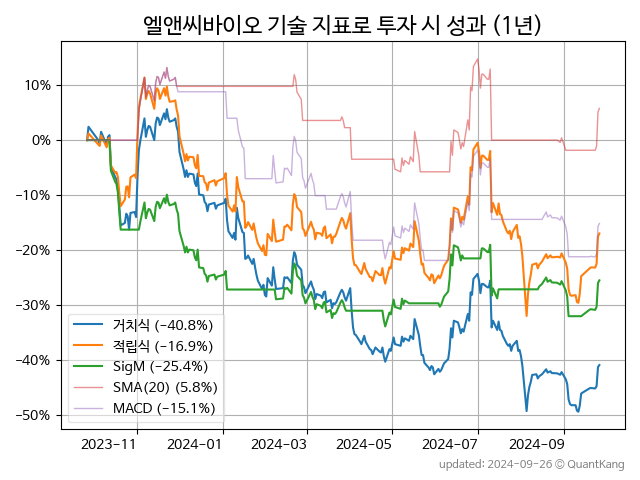 엘앤씨바이오 기술 지표로 투자 시 성과 (1년)
10%
0%
−10%
−20%
−30%
−40%
−50%
거치식 (−40.8%)
적립식 (−16.9%)
SigM (−25.4%)
SMA(20) (5.8%)
MACD (−15.1%)
2023−11 2024−01 2024−03 2024−05 2024−07 2024−09
updated: 2024−09−26 © QuantKang